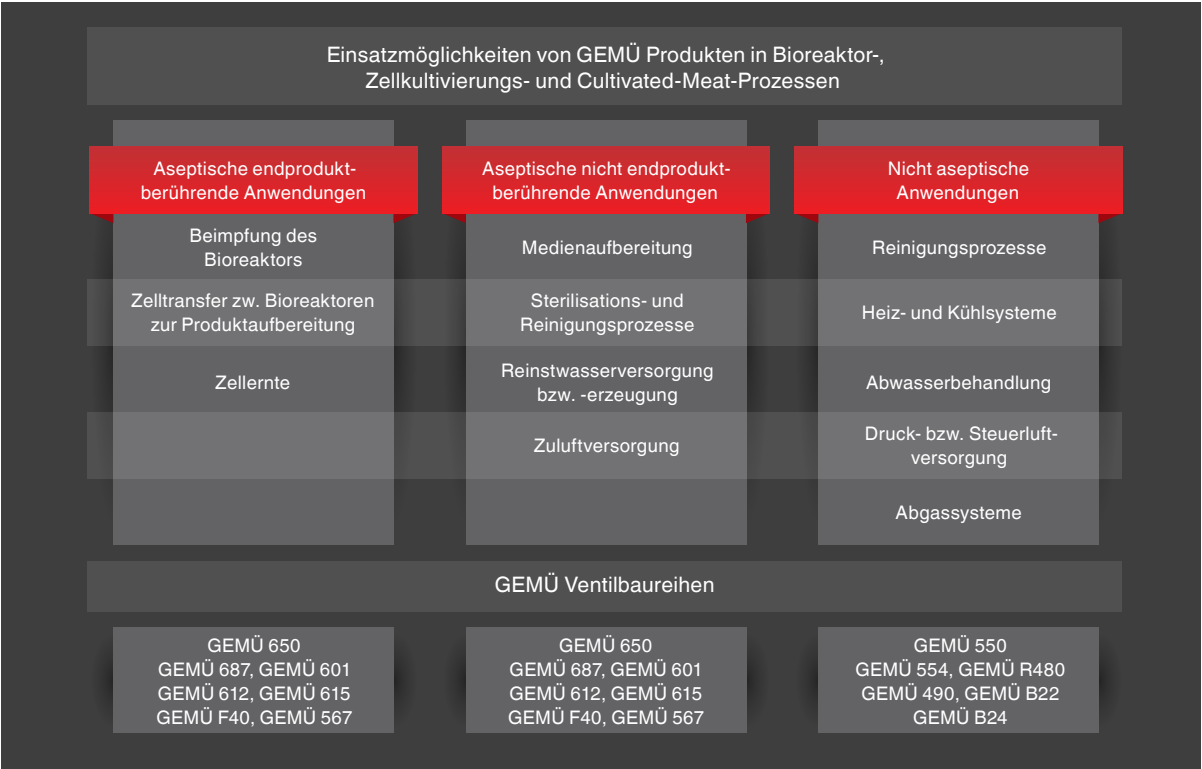 Einsatzmöglichkeiten von GEMÜ Produkten in Bioreaktor-,
Zellkultivierungs- und Cultivated-Meat-Prozessen
Aseptische endprodukt-
berührende Anwendungen
Beimpfung des
Bioreaktors
Zelltransfer zw. Bioreaktoren
zur Produktaufbereitung
Zellernte
Aseptische nicht endprodukt-
berührende Anwendungen
Medienaufbereitung
Sterilisations- und
Reinigungsprozesse
Reinstwasserversorgung
bzw. -erzeugung
Zuluftversorgung
Nicht aseptische
Anwendungen
Reinigungsprozesse
Heiz- und Kühlsysteme
Abwasserbehandlung
Druck- bzw. Steuerluft-
versorgung
Abgassysteme
GEMÜ Ventilbaureihen
GEMÜ 650
GEMÜ 687, GEMÜ 601
GEMÜ 612, GEMÜ 615
GEMÜ F40, GEMÜ 567
GEMÜ 650
GEMÜ 687, GEMÜ 601
GEMÜ 612, GEMÜ 615
GEMÜ F40, GEMÜ 567
GEMÜ 550
GEMÜ 554, GEMÜ R480
GEMÜ 490, GEMÜ B22
GEMÜ B24